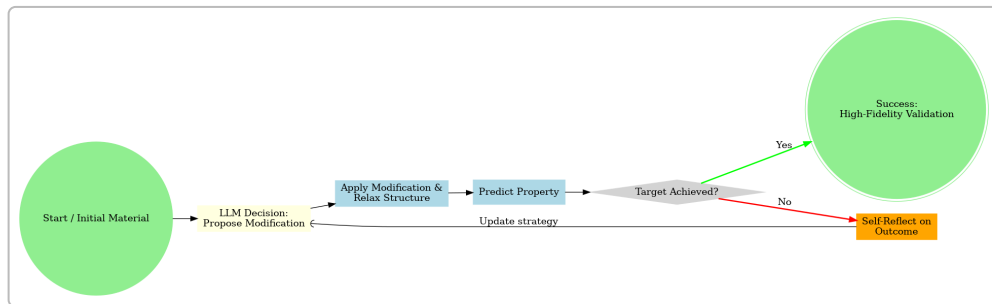 Start / Initial Material
LLM Decision:
Propose Modification
Apply Modification &
Relax Structure
Predict Property
Target Achieved?
Yes
Success:
High-Fidelity Validation
No
Self-Reflect on
Outcome
Update strategy